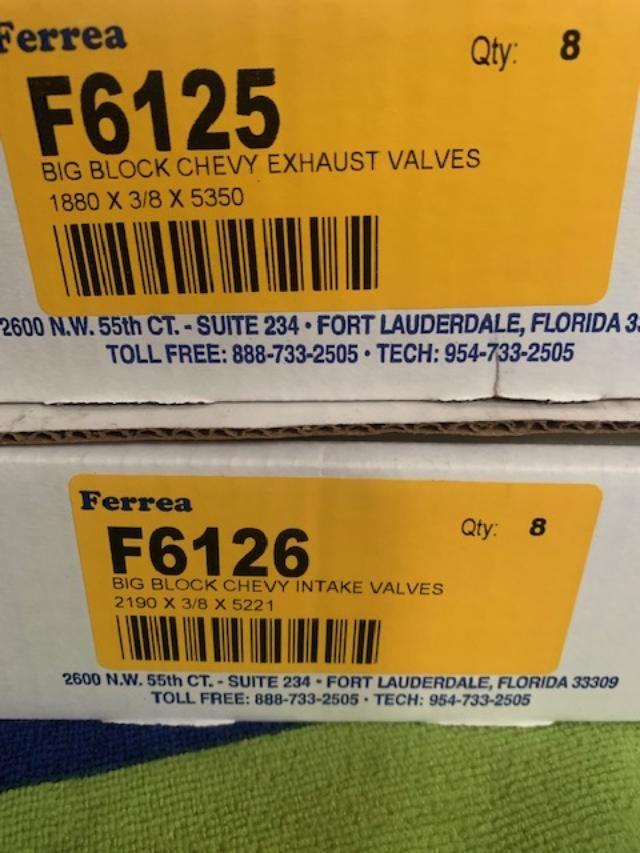 Ferrea
Qty: 8
F6125
BIG BLOCK CHEVY EXHAUST VALVES
1880 X 3/8 X 5350
2600 N.W. 55th CT. - SUITE 234 • FORT LAUDERDALE, FLORIDA 33
TOLL FREE: 888-733-2505 • TECH: 954-733-2505
Ferrea
Qty: 8
F6126
BIG BLOCK CHEVY INTAKE VALVES
2190 X 3/8 X 5221
2600 N.W. 55th CT. - SUITE 234 • FORT LAUDERDALE, FLORIDA 33309
TOLL FREE: 888-733-2505 • TECH: 954-733-2505